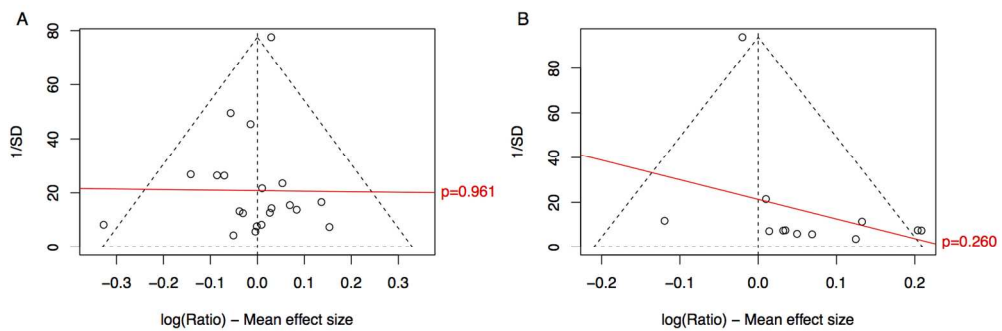 A
80
60
40
20
0
1/SD
−0.3 −0.2 −0.1 0.0 0.1 0.2 0.3
log(Ratio) − Mean effect size
p=0.961
B
80
60
40
20
0
1/SD
−0.2 −0.1 0.0 0.1 0.2
log(Ratio) − Mean effect size
p=0.260